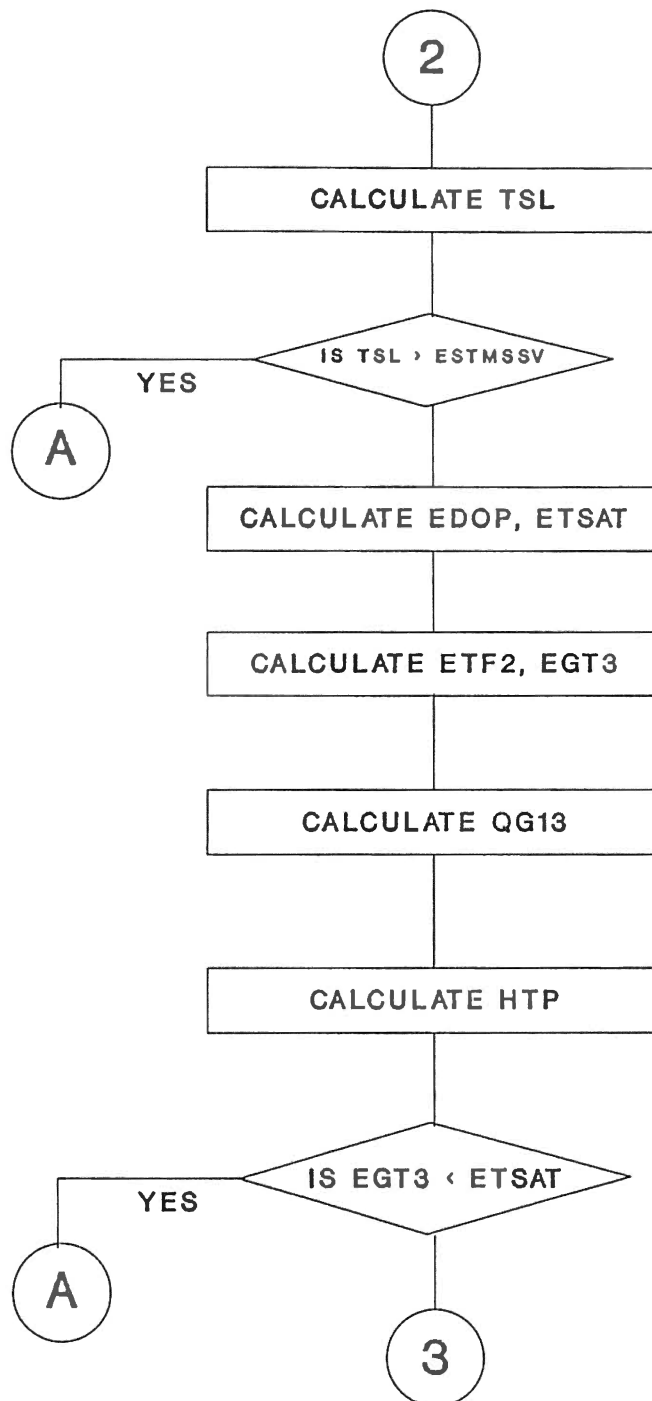 2
CALCULATE TSL
IS TSL > ESTMSSV
YES
A
CALCULATE EDOP, ETSAT
CALCULATE ETF2, EGT3
CALCULATE QG13
CALCULATE HTP
IS EGT3 < ETSAT
YES
A
3